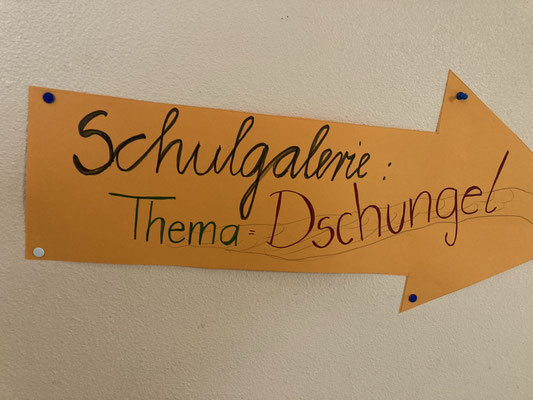 Schulgalerie:
Thema = Dschungel